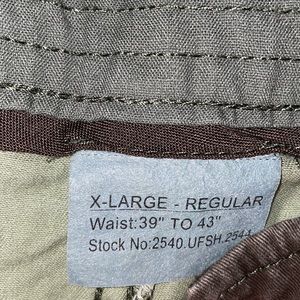 X-LARGE - REGULAR
Waist:39" TO 43"
Stock No:2540.UFSH.2544